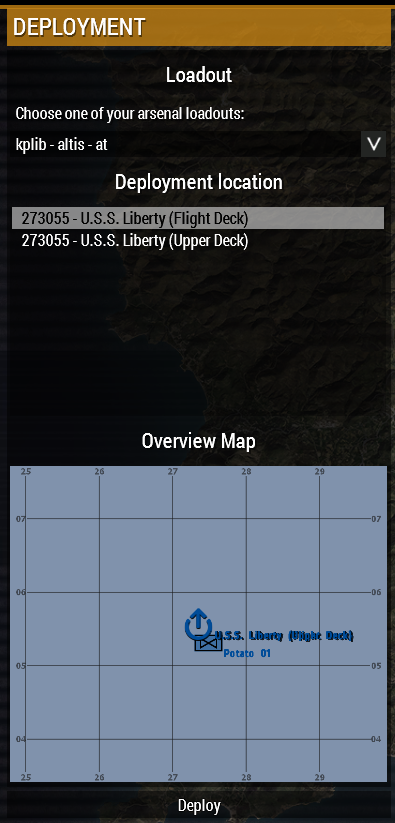 DEPLOYMENT
Loadout
Choose one of your arsenal loadouts:
kplib - altis - at
Deployment location
273055 - U.S.S. Liberty (Flight Deck)
273055 - U.S.S. Liberty (Upper Deck)
Overview Map
25 26 27 28 29
07 07
06 06
U.S.S. Liberty (Flight Deck)
Potato 01
05 05
04 04
25 26 27 28 29
Deploy